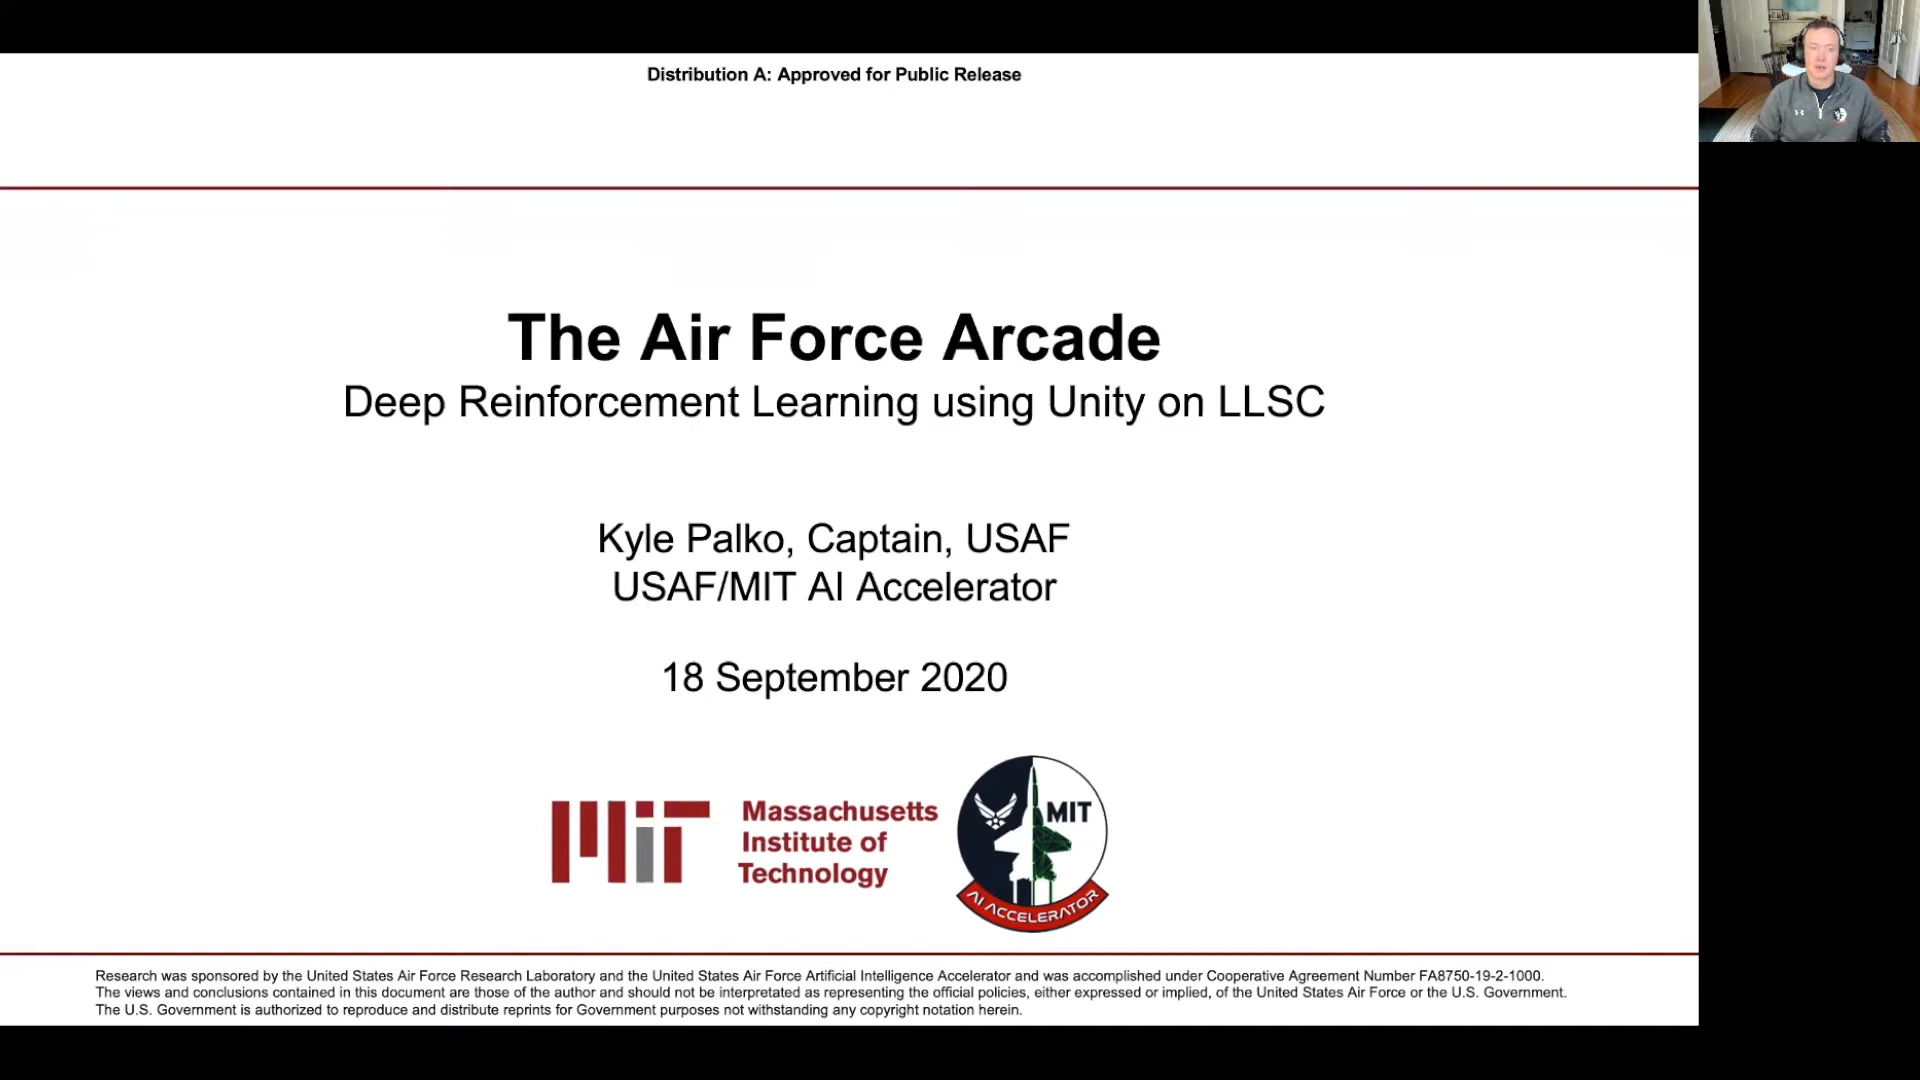 Distribution A: Approved for Public Release
The Air Force Arcade
Deep Reinforcement Learning using Unity on LLSC
Kyle Palko, Captain, USAF
USAF/MIT AI Accelerator
18 September 2020
MIT
Massachusetts
Institute of
Technology
MIT
AI ACCELERATOR
Research was sponsored by the United States Air Force Research Laboratory and the United States Air Force Artificial Intelligence Accelerator and was accomplished under Cooperative Agreement Number FA8750-19-2-1000.
The views and conclusions contained in this document are those of the author and should not be interpretated as representing the official policies, either expressed or implied, of the United States Air Force or the U.S. Government.
The U.S. Government is authorized to reproduce and distribute reprints for Government purposes not withstanding any copyright notation herein.